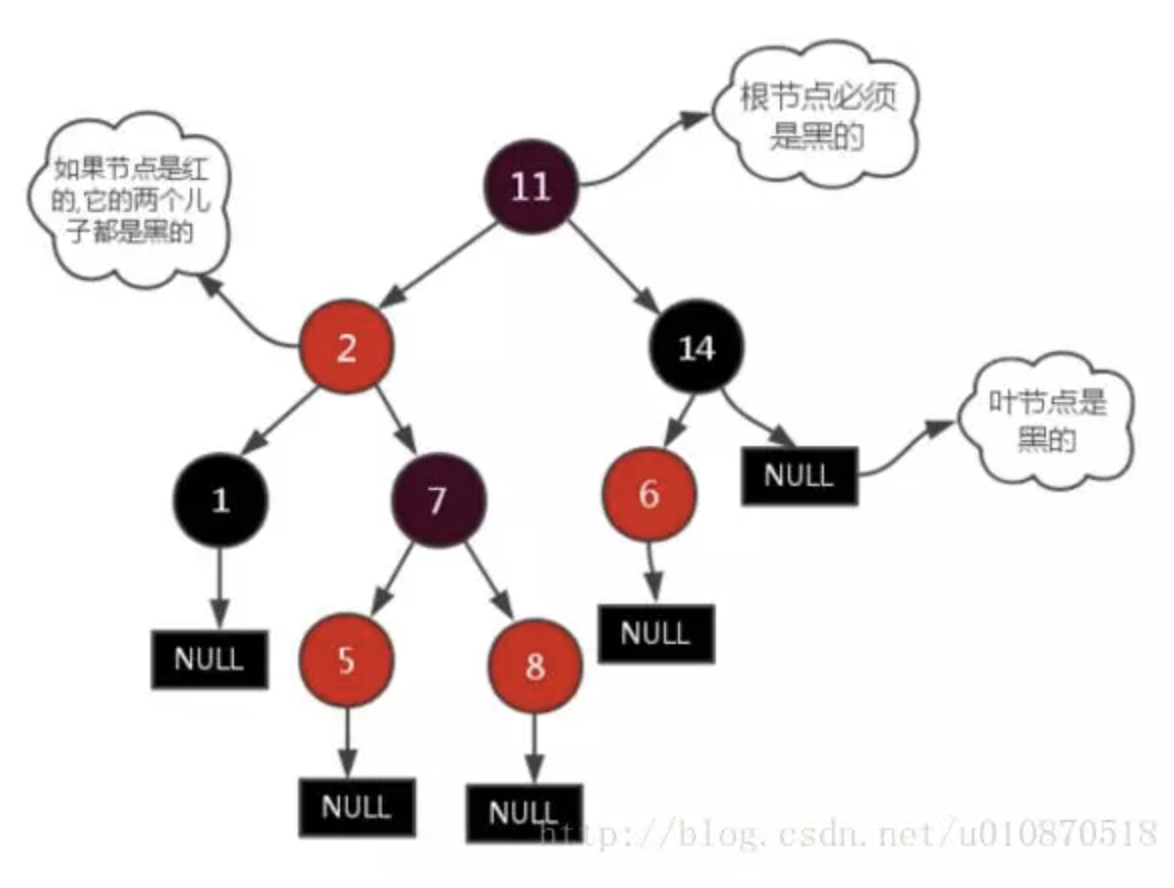 根节点必须
是黑的
如果节点是红
的,它的两个儿
子都是黑的
11
2
14
叶节点是
黑的
1
7
6
NULL
NULL
5
8
NULL
NULL
NULL
http://blog.csdn.net/u010870518